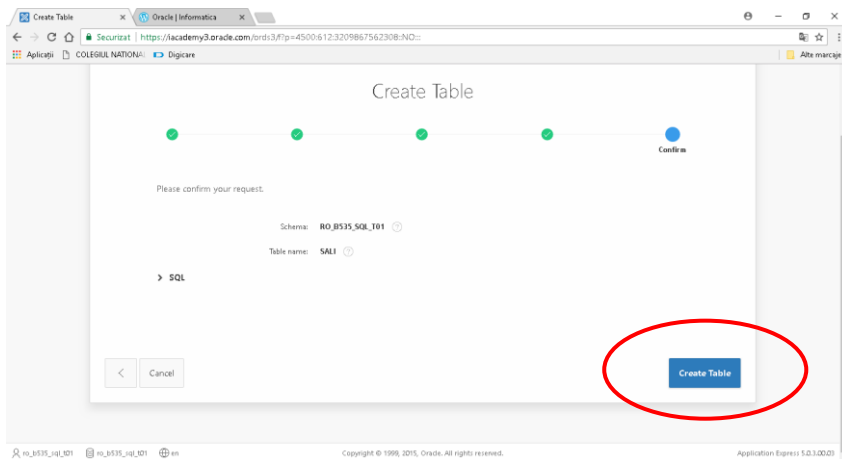 Create Table
Oracle | Informatica
Securizat | https://iacademy3.oracle.com/ords3/f?p=4500:612:3209867562308::NO:::
Aplicații COLEGIUL NATIONAL Digicare Alte marcaje
Create Table
Confirm
Please confirm your request.
Schema: RO_B535_SQL_T01
Table name: SALI
SQL
Cancel
Create Table
ro_b535_sql_t01 ro_b535_sql_t01 en Copyright © 1999, 2015, Oracle. All rights reserved. Application Express 5.0.3.00.03